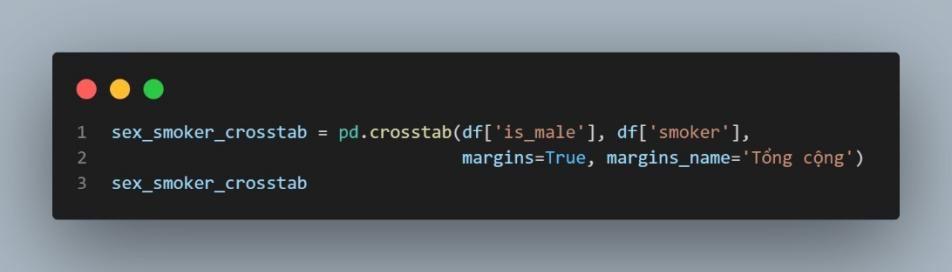 1 sex_smoker_crosstab = pd.crosstab(df['is_male'], df['smoker'],
2                                   margins=True, margins_name='Tổng cộng')
3 sex_smoker_crosstab